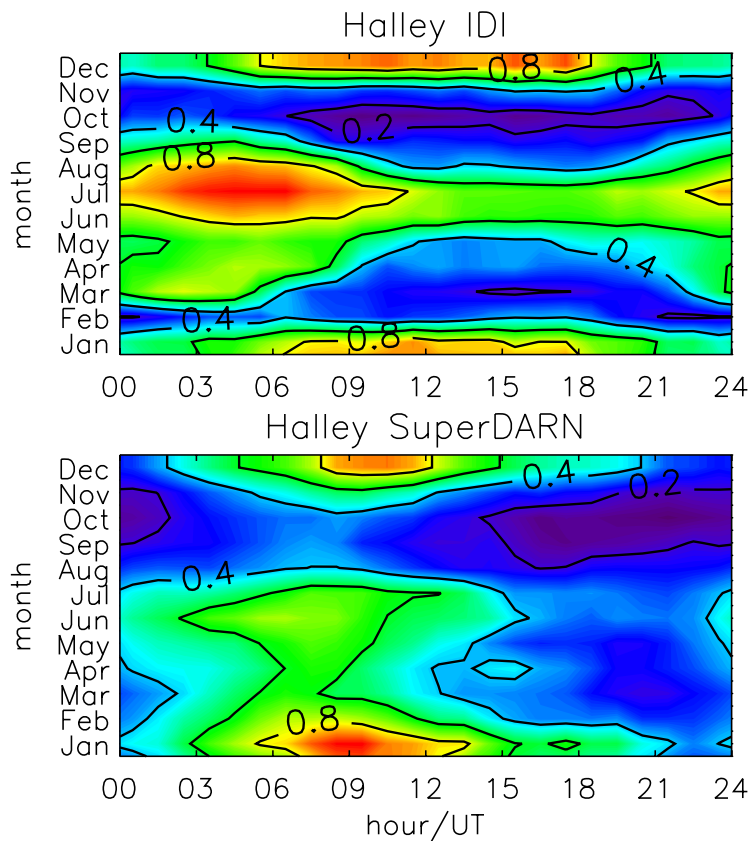 Halley IDI
Dec
Nov
Oct
Sep
Aug
Jul
Jun
May
Apr
Mar
Feb
Jan
month
0.8
0.4
0.4
0.2
0.8
0.4
0.4
0.8
00 03 06 09 12 15 18 21 24
Halley SuperDARN
Dec
Nov
Oct
Sep
Aug
Jul
Jun
May
Apr
Mar
Feb
Jan
month
0.4
0.2
0.4
0.8
00 03 06 09 12 15 18 21 24
hour/UT